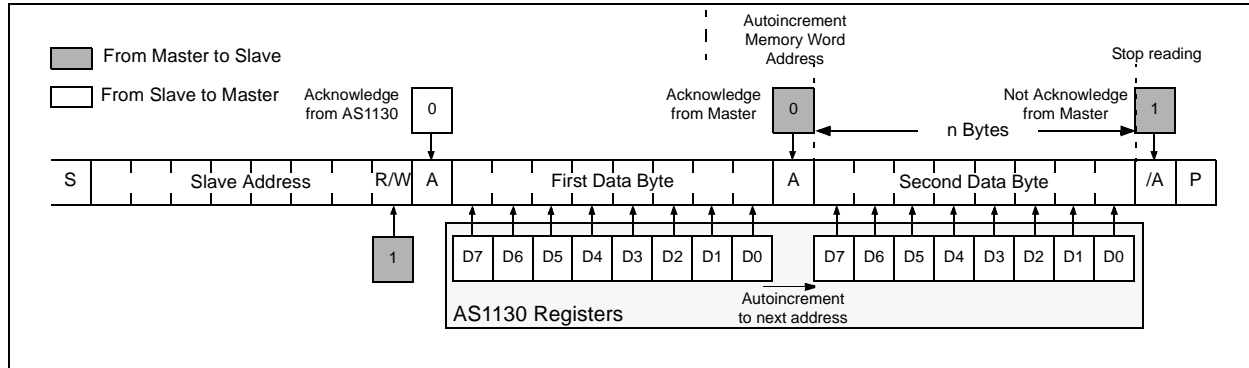 Autoincrement
Memory Word
Address
From Master to Slave
Stop reading
From Slave to Master
Acknowledge
from AS1130
0
Acknowledge
from Master
0
Not Acknowledge
from Master
1
n Bytes
S Slave Address R/W A First Data Byte A Second Data Byte /A P
1
D7 D6 D5 D4 D3 D2 D1 D0
D7 D6 D5 D4 D3 D2 D1 D0
Autoincrement
to next address
AS1130 Registers